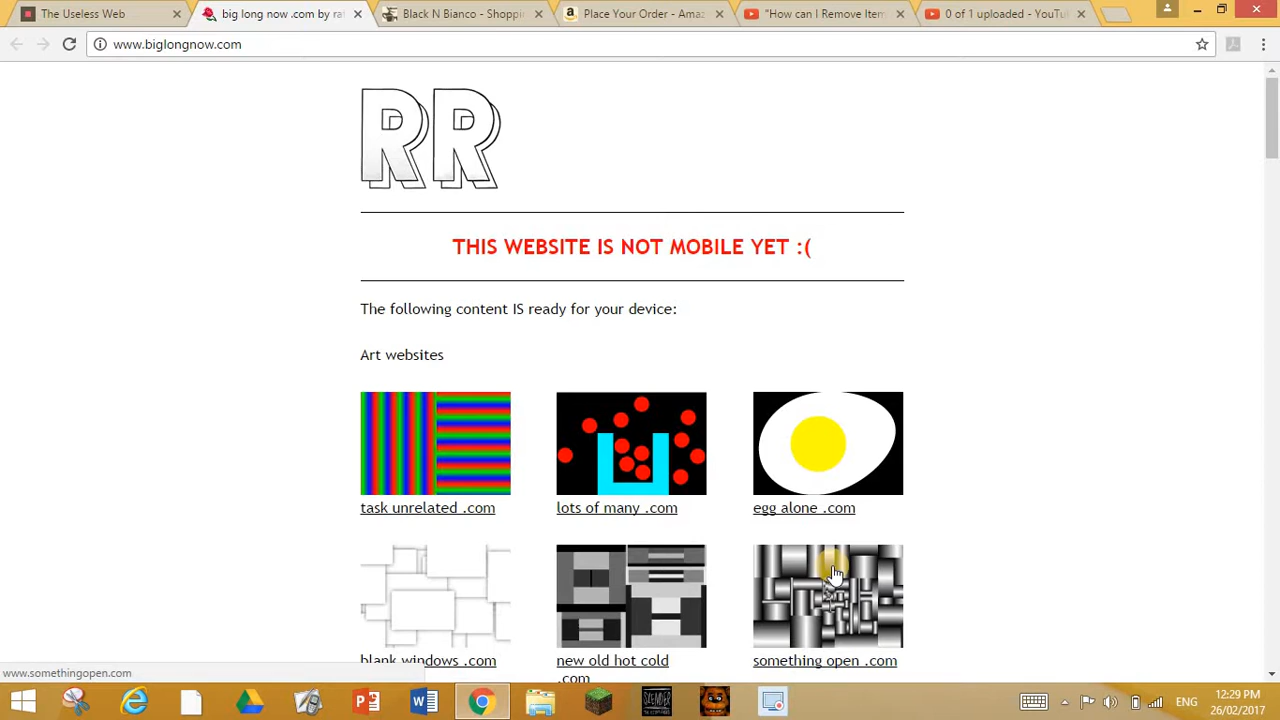 The Useless Web
big long now .com by ra
Black N Bianco - Shoppi
Place Your Order - Amaz
"How can I Remove Item
0 of 1 uploaded - YouTu
www.biglongnow.com
RR
THIS WEBSITE IS NOT MOBILE YET :(
The following content IS ready for your device:
Art websites
task unrelated .com
lots of many .com
egg alone .com
blank windows .com
new old hot cold
.com
something open .com
www.somethingopen.com
ENG
12:29 PM
26/02/2017